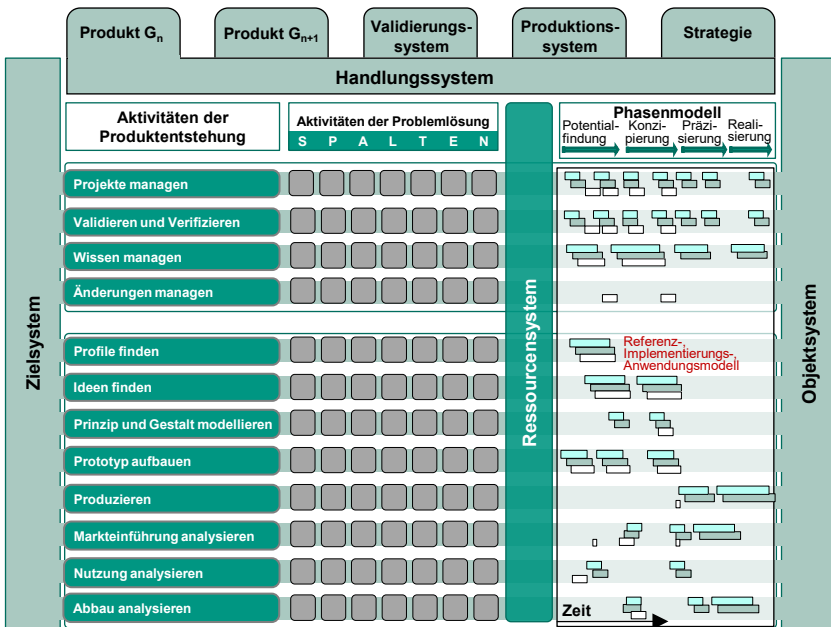 Produkt Gn
Produkt Gn+1
Validierungs-
system
Produktions-
system
Strategie
Handlungssystem
Zielsystem
Aktivitäten der
Produktentstehung
Aktivitäten der Problemlösung
S P A L T E N
Ressourcensystem
Phasenmodell
Potential-
findung
Konzi-
pierung
Präzi-
sierung
Reali-
sierung
Objektsystem
Projekte managen
Validieren und Verifizieren
Wissen managen
Änderungen managen
Profile finden
Referenz-,
Implementierungs-,
Anwendungsmodell
Ideen finden
Prinzip und Gestalt modellieren
Prototyp aufbauen
Produzieren
Markteinführung analysieren
Nutzung analysieren
Abbau analysieren
Zeit